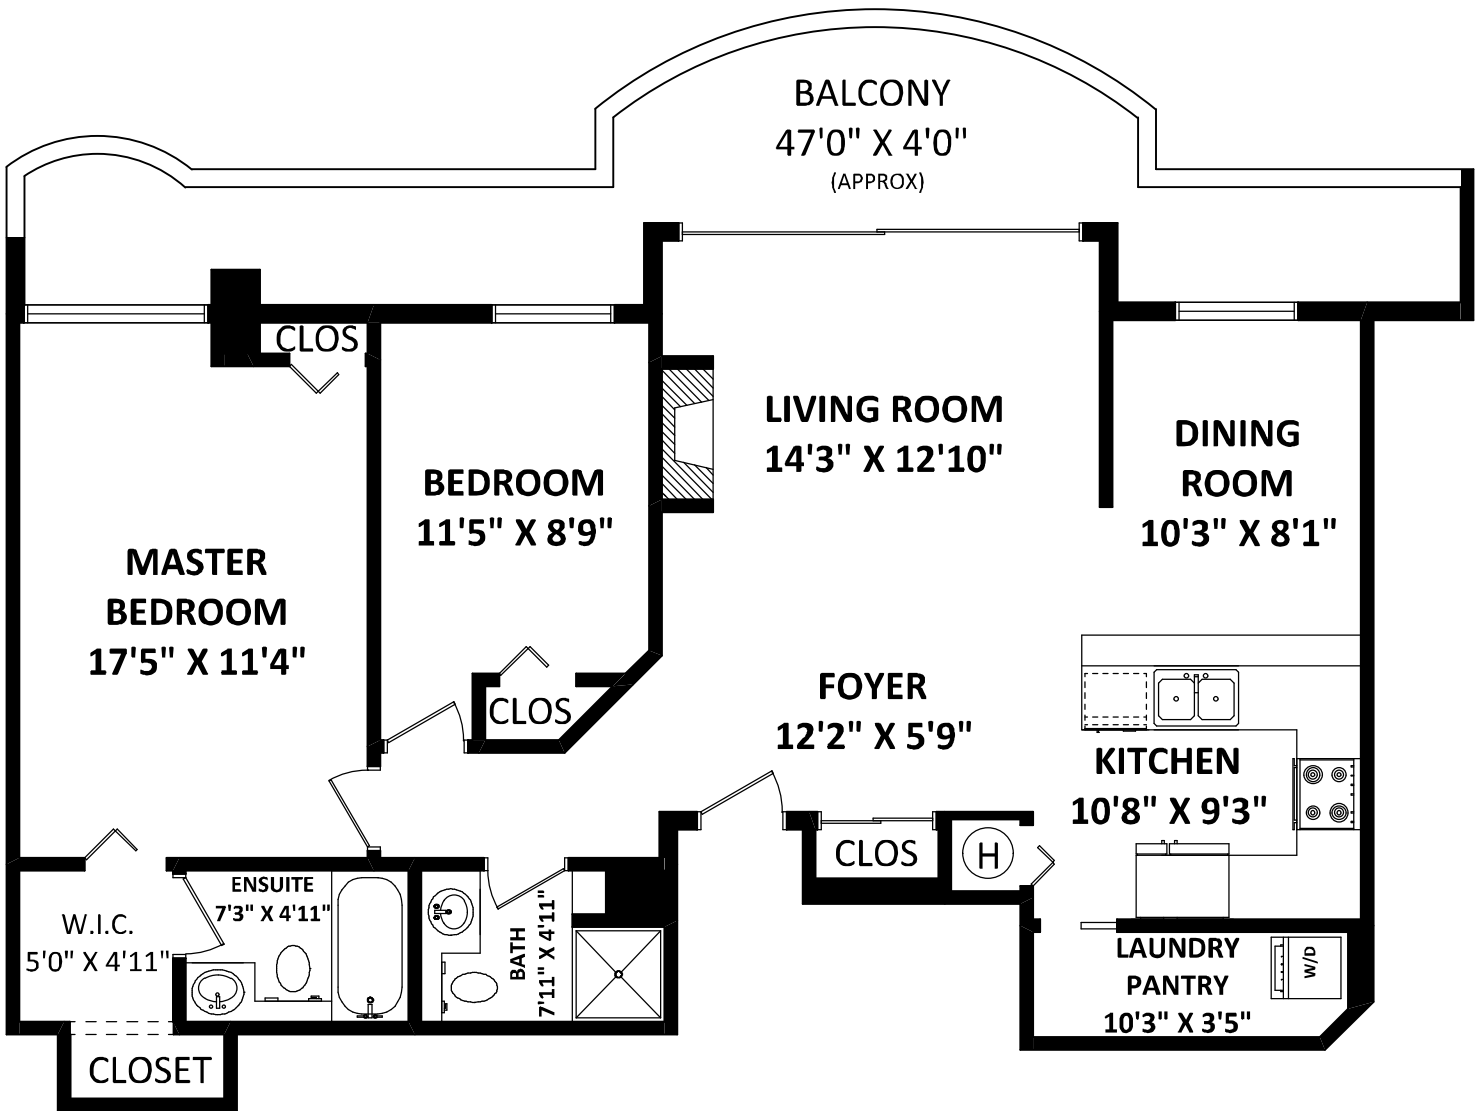 BALCONY
47'0" X 4'0"
(APPROX)
CLOS
LIVING ROOM
14'3" X 12'10"
DINING
ROOM
10'3" X 8'1"
BEDROOM
11'5" X 8'9"
MASTER
BEDROOM
17'5" X 11'4"
CLOS
FOYER
12'2" X 5'9"
KITCHEN
10'8" X 9'3"
CLOS
H
ENSUITE
7'3" X 4'11"
W.I.C.
5'0" X 4'11"
BATH
7'11" X 4'11"
LAUNDRY
PANTRY
10'3" X 3'5"
W/D
CLOSET